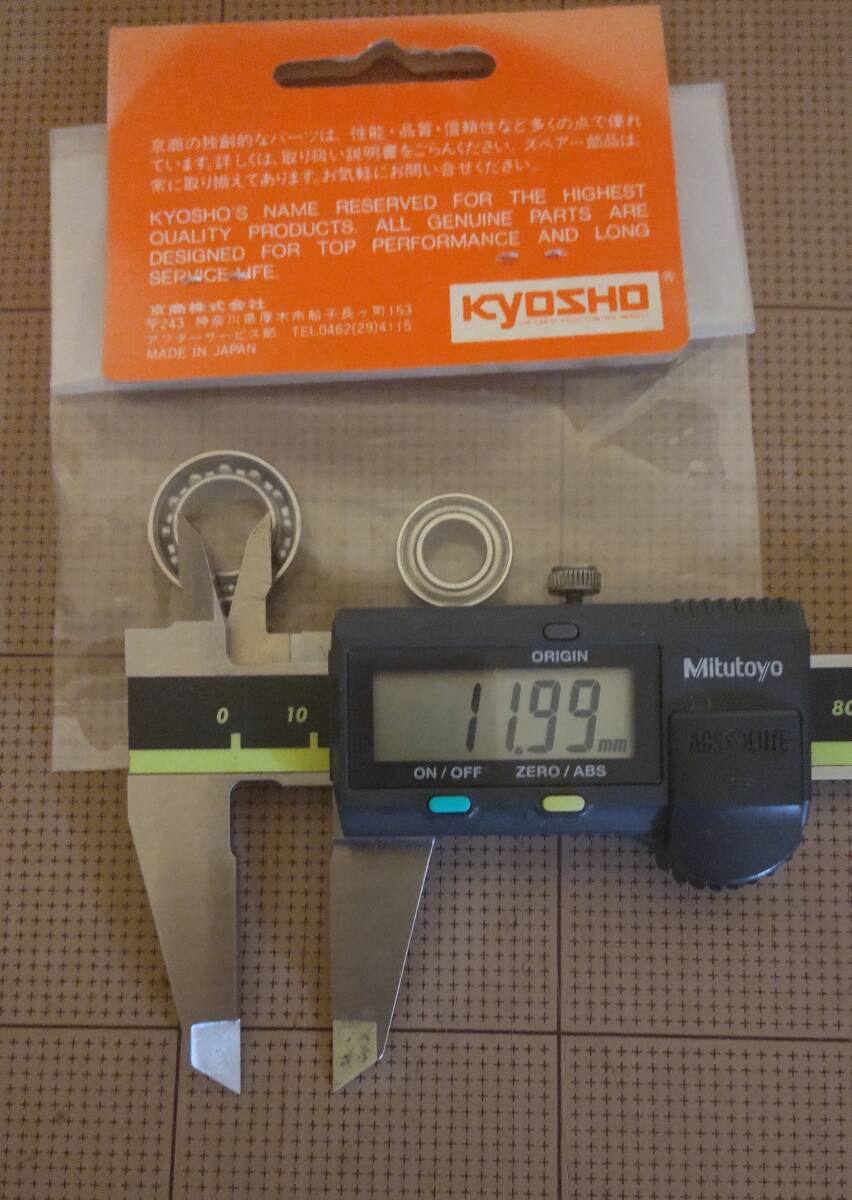 京商の独創的なパーツは、性能・品質・信頼性など多くの点で優れ
ています。詳しくは、取り扱い説明書をごらんください。スペアー部品は、
常に取り揃えてあります。お気軽にお問い合せください。
KYOSHO'S NAME RESERVED FOR THE HIGHEST
QUALITY PRODUCTS. ALL GENUINE PARTS ARE
DESIGNED FOR TOP PERFORMANCE AND LONG
SERVICE LIFE.
京商株式会社
〒243 神奈川県厚木市船子長ヶ町153
アフターサービス部 TEL.0462(29)4115
MADE IN JAPAN
KYOSHO®
ORIGIN
Mitutoyo
11.99mm
ABSOLUTE
ON/OFF ZERO/ABS
0 10 80